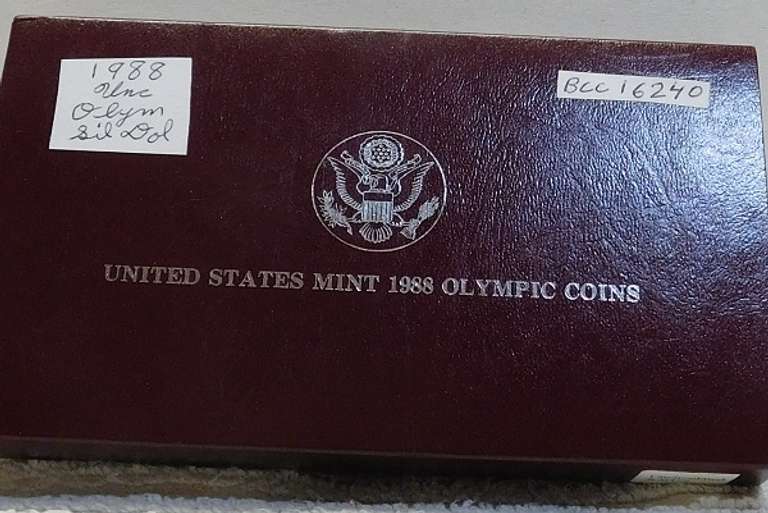 1988
Unc
Olym
Sil Dol
BCC 16240
UNITED STATES MINT 1988 OLYMPIC COINS